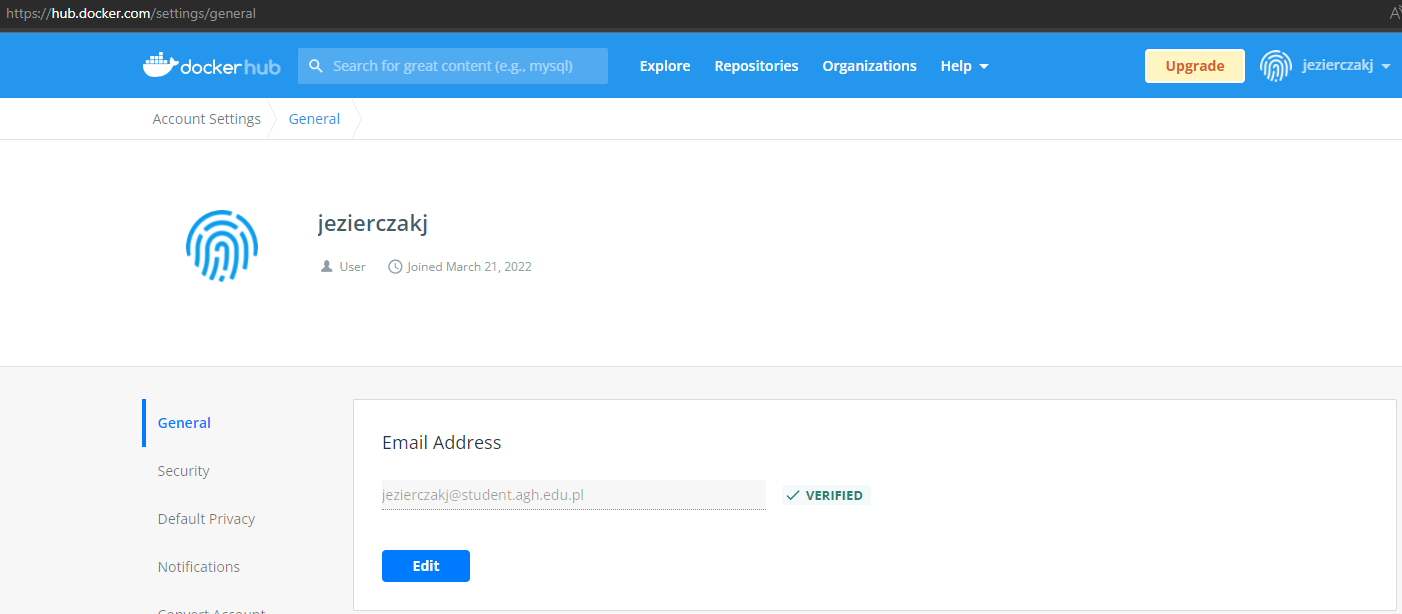 https://hub.docker.com/settings/general
docker hub
Search for great content (e.g., mysql)
Explore
Repositories
Organizations
Help
Upgrade
jezierczakj
Account Settings
General
jezierczakj
User
Joined March 21, 2022
General
Security
Default Privacy
Notifications
Convert Account
Email Address
jezierczakj@student.agh.edu.pl
VERIFIED
Edit